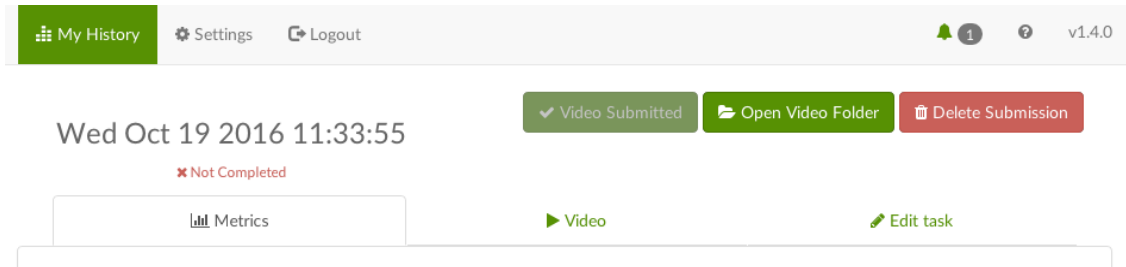 My History Settings Logout 1 v1.4.0
Video Submitted Open Video Folder Delete Submission
Wed Oct 19 2016 11:33:55
Not Completed
Metrics Video Edit task